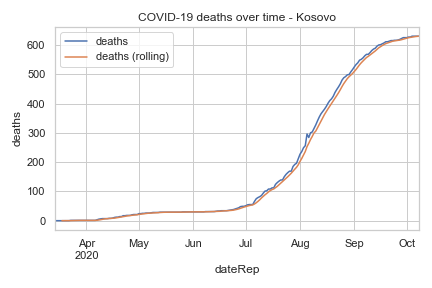 COVID-19 deaths over time - Kosovo
deaths
deaths (rolling)
deaths
600
500
400
300
200
100
0
Apr
2020
May
Jun
Jul
Aug
Sep
Oct
dateRep